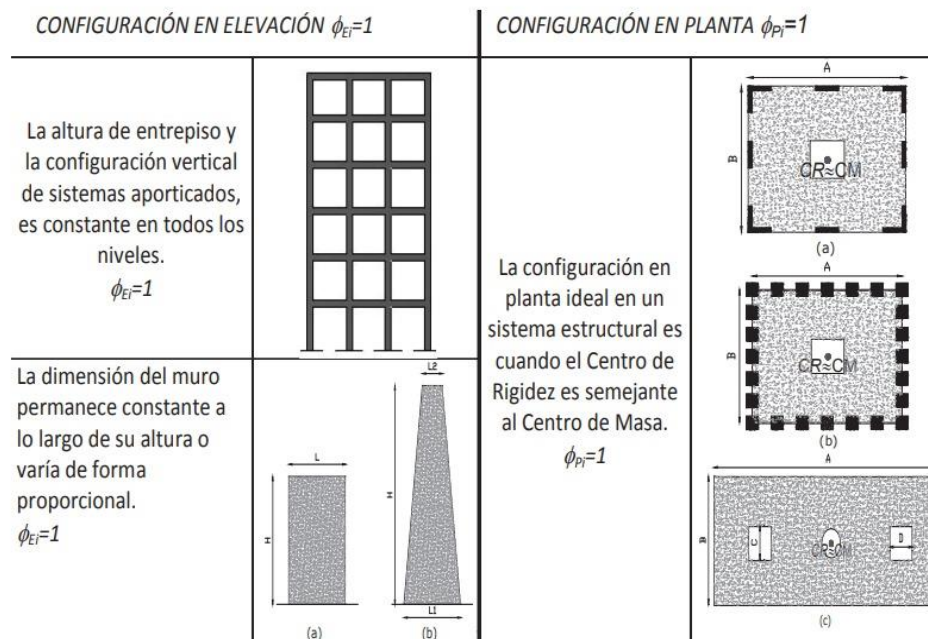 CONFIGURACIÓN EN ELEVACIÓN ϕEi=1
CONFIGURACIÓN EN PLANTA ϕPi=1
La altura de entrepiso y
la configuración vertical
de sistemas aporticados,
es constante en todos los
niveles.
ϕEi=1
La dimensión del muro
permanece constante a
lo largo de su altura o
varía de forma
proporcional.
ϕEi=1
L
H
(a)
L2
H
L1
(b)
La configuración en
planta ideal en un
sistema estructural es
cuando el Centro de
Rigidez es semejante
al Centro de Masa.
ϕPi=1
A
B
CR≈CM
(a)
A
B
CR≈CM
(b)
A
B
C
CR≈CM
D
(c)